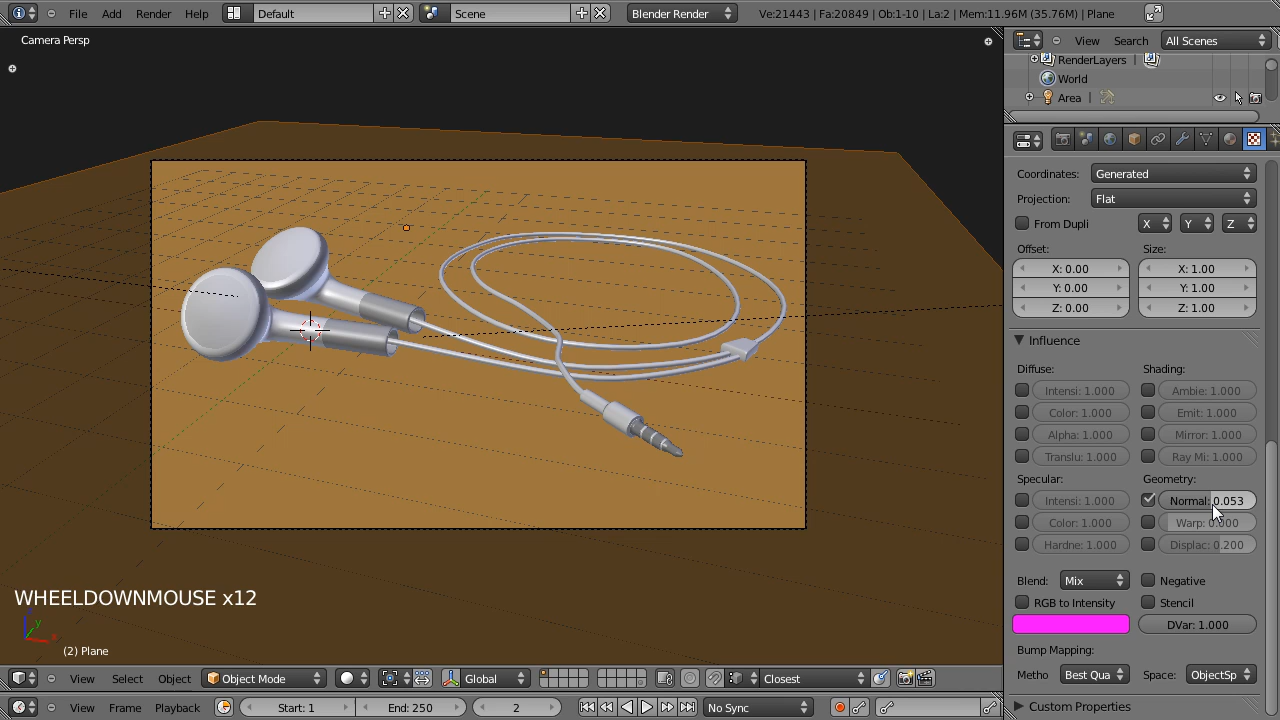 File Add Render Help Default Scene Blender Render Ve:21443 | Fa:20849 | Ob:1-10 | La:2 | Mem:11.96M (35.76M) | Plane
Camera Persp
View Search All Scenes
RenderLayers |
World
Area |
Coordinates: Generated
Projection: Flat
From Dupli X Y Z
Offset: Size:
X: 0.00 X: 1.00
Y: 0.00 Y: 1.00
Z: 0.00 Z: 1.00
Influence
Diffuse: Shading:
Intensi: 1.000 Ambie: 1.000
Color: 1.000 Emit: 1.000
Alpha: 1.000 Mirror: 1.000
Translu: 1.000 Ray Mi: 1.000
Specular: Geometry:
Intensi: 1.000 Normal: 0.053
Color: 1.000 Warp: 0.000
Hardne: 1.000 Displac: 0.200
Blend: Mix Negative
RGB to Intensity Stencil
DVar: 1.000
Bump Mapping:
Metho Best Qua Space: ObjectSp
Custom Properties
WHEELDOWNMOUSE x12
z y x
(2) Plane
View Select Object Object Mode Global Closest
View Frame Playback Start: 1 End: 250 2 No Sync